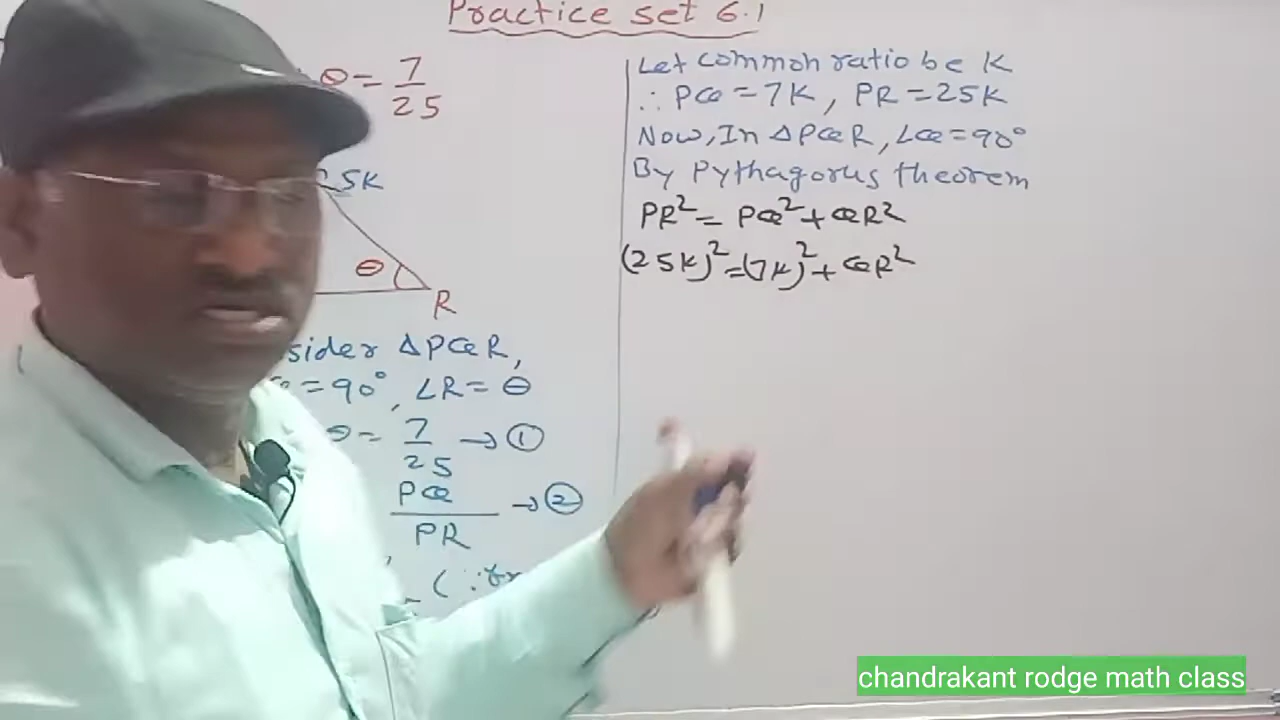 Practice set 6.1
θ = 7/25
25K
θ
R
sider ΔPQR,
= 90°, ∠R = θ
θ = 7/25 → ①
PQ/PR → ②
(∵
Let common ratio be K
∴ PQ = 7K, PR = 25K
Now, In ΔPQR, ∠Q = 90°
By Pythagorus theorem
PR² = PQ² + QR²
(25K)² = (7K)² + QR²
chandrakant rodge math class